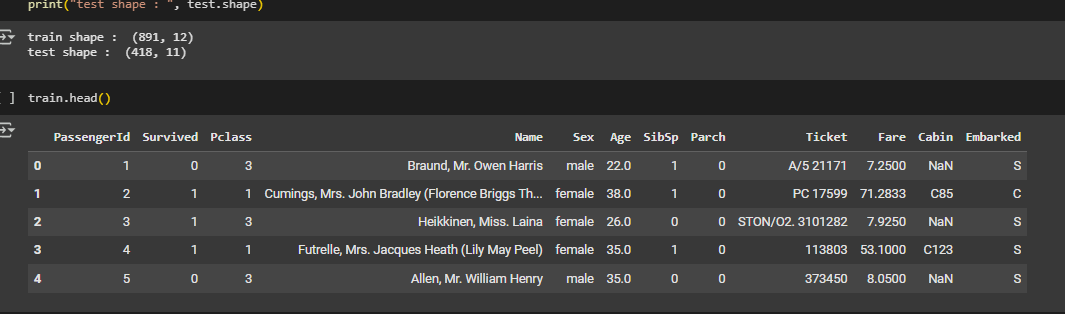 print("test shape : ", test.shape)
train shape :  (891, 12)
test shape :  (418, 11)
[ ] train.head()
PassengerId Survived Pclass Name Sex Age SibSp Parch Ticket Fare Cabin Embarked
0 1 0 3 Braund, Mr. Owen Harris male 22.0 1 0 A/5 21171 7.2500 NaN S
1 2 1 1 Cumings, Mrs. John Bradley (Florence Briggs Th... female 38.0 1 0 PC 17599 71.2833 C85 C
2 3 1 3 Heikkinen, Miss. Laina female 26.0 0 0 STON/O2. 3101282 7.9250 NaN S
3 4 1 1 Futrelle, Mrs. Jacques Heath (Lily May Peel) female 35.0 1 0 113803 53.1000 C123 S
4 5 0 3 Allen, Mr. William Henry male 35.0 0 0 373450 8.0500 NaN S